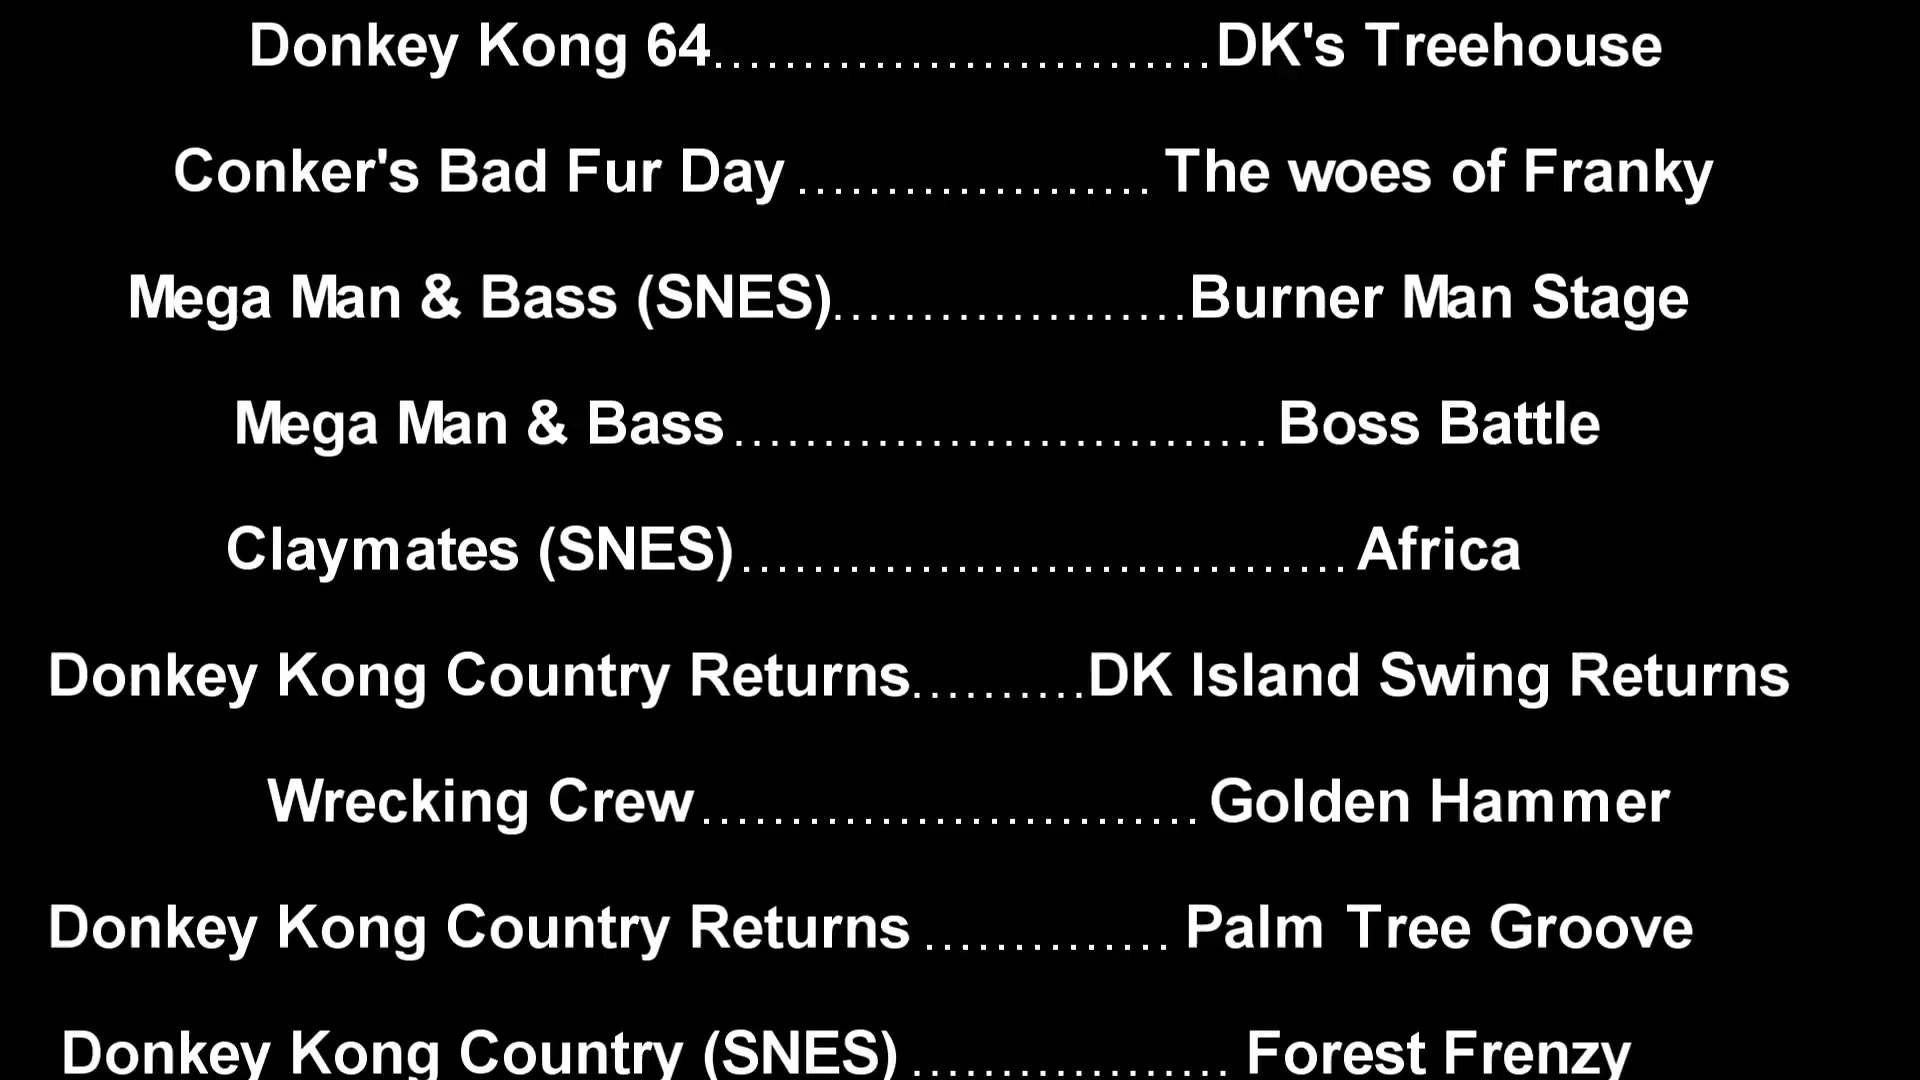 Donkey Kong 64............................DK's Treehouse
Conker's Bad Fur Day .................... The woes of Franky
Mega Man & Bass (SNES)....................Burner Man Stage
Mega Man & Bass .............................. Boss Battle
Claymates (SNES) .................................. Africa
Donkey Kong Country Returns..........DK Island Swing Returns
Wrecking Crew ............................ Golden Hammer
Donkey Kong Country Returns .............. Palm Tree Groove
Donkey Kong Country (SNES) .................. Forest Frenzy